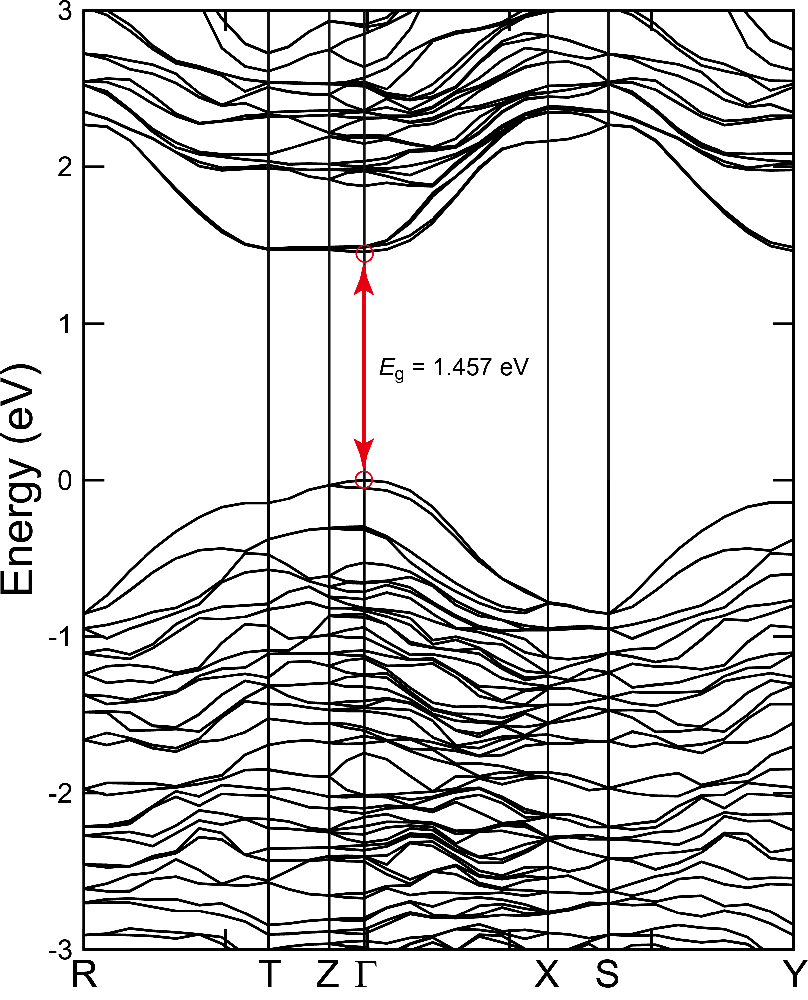 3
2
1
0
-1
-2
-3
Energy (eV)
Eg = 1.457 eV
R T Z Γ X S Y